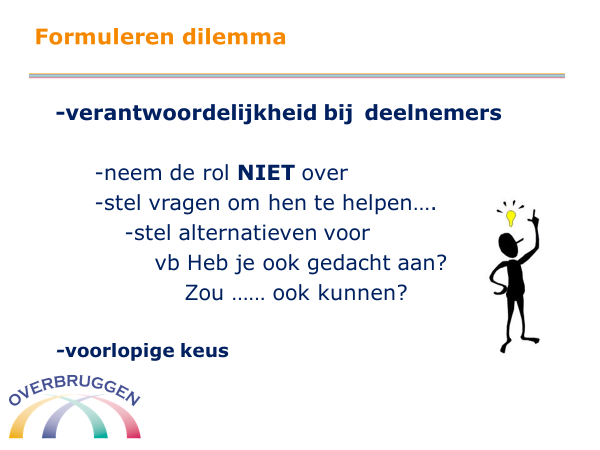 Formuleren dilemma
-verantwoordelijkheid bij deelnemers
-neem de rol NIET over
-stel vragen om hen te helpen….
-stel alternatieven voor
vb Heb je ook gedacht aan?
Zou …… ook kunnen?
-voorlopige keus
OVERBRUGGEN